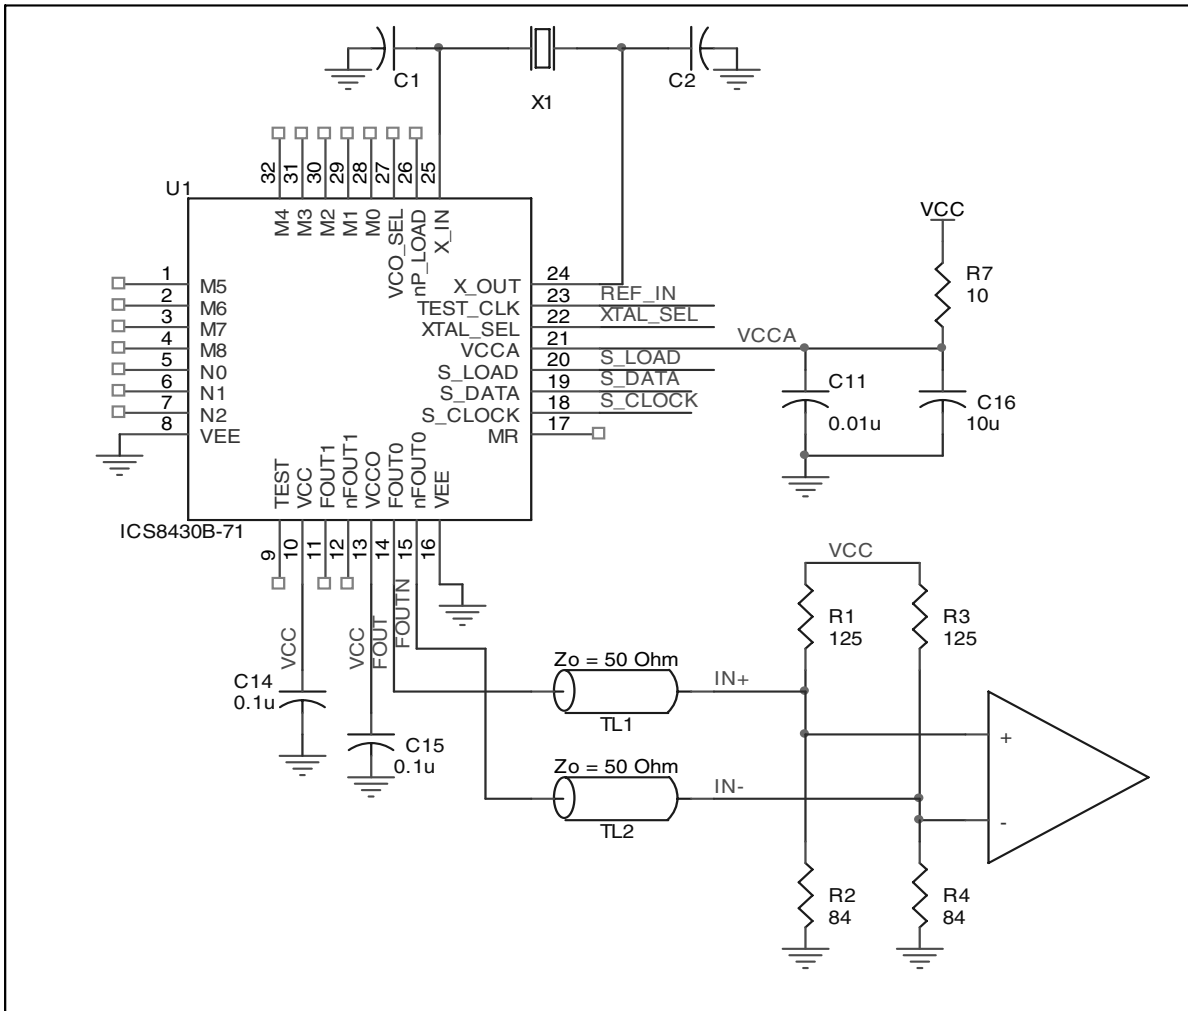 C1
C2
X1
32
31
30
29
28
27
26
25
U1
M4
M3
M2
M1
M0
VCO_SEL
nP_LOAD
X_IN
VCC
R7
10
1
2
3
4
5
6
7
8
M5
M6
M7
M8
N0
N1
N2
VEE
X_OUT
TEST_CLK
XTAL_SEL
VCCA
S_LOAD
S_DATA
S_CLOCK
MR
24
23
22
21
20
19
18
17
REF_IN
XTAL_SEL
VCCA
S_LOAD
S_DATA
S_CLOCK
C11
0.01u
C16
10u
TEST
VCC
FOUT1
nFOUT1
VCCO
FOUT0
nFOUT0
VEE
ICS8430B-71
9
10
11
12
13
14
15
16
VCC
VCC
FOUT
FOUTN
C14
0.1u
C15
0.1u
VCC
R1
125
R3
125
Zo = 50 Ohm
TL1
IN+
Zo = 50 Ohm
TL2
IN-
+
-
R2
84
R4
84